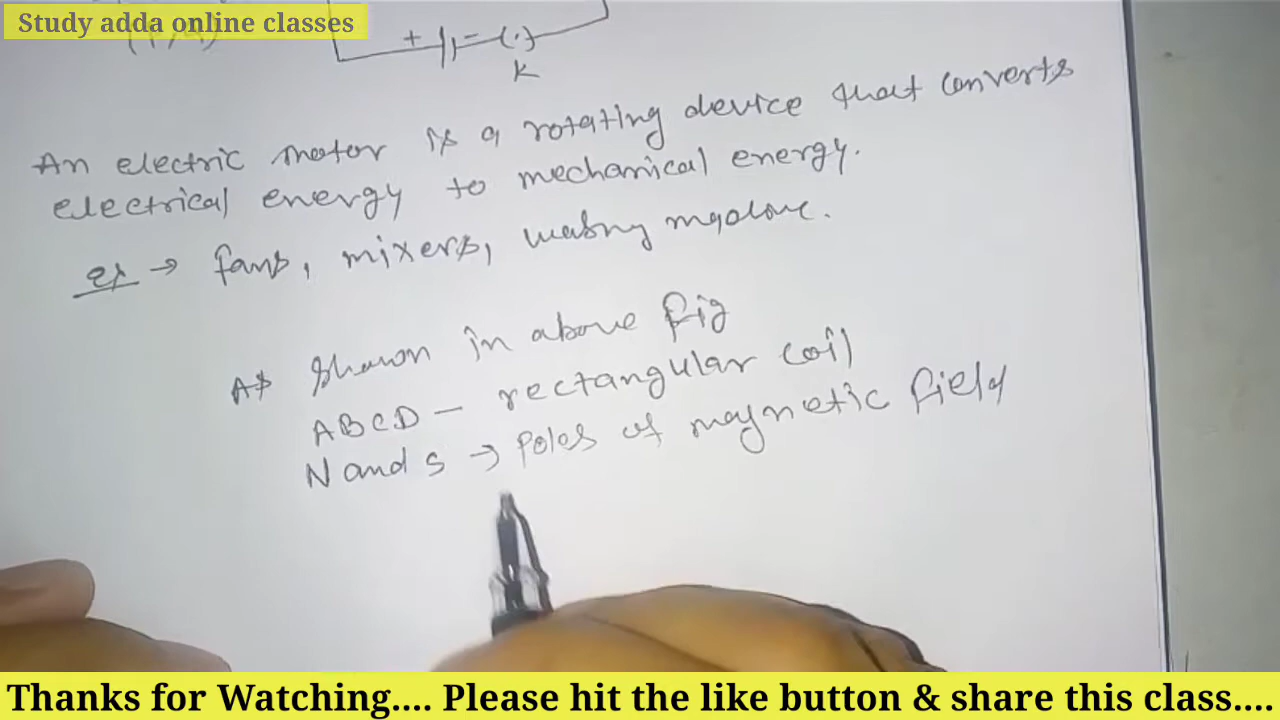 Study adda online classes
+ -
K
An electric motor is a rotating device that converts
electrical energy to mechanical energy.
ex → fans, mixers,
As shown in above fig
ABCD — rectangular coil
N and S → Poles of magnetic field
Thanks for Watching.... Please hit the like button & share this class....